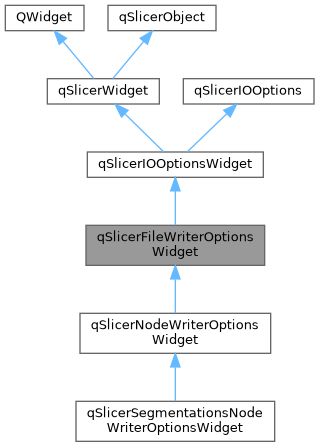 QWidget
qSlicerObject
qSlicerWidget
qSlicerIOOptions
qSlicerIOOptionsWidget
qSlicerFileWriterOptions
Widget
qSlicerNodeWriterOptions
Widget
qSlicerSegmentationsNode
WriterOptionsWidget